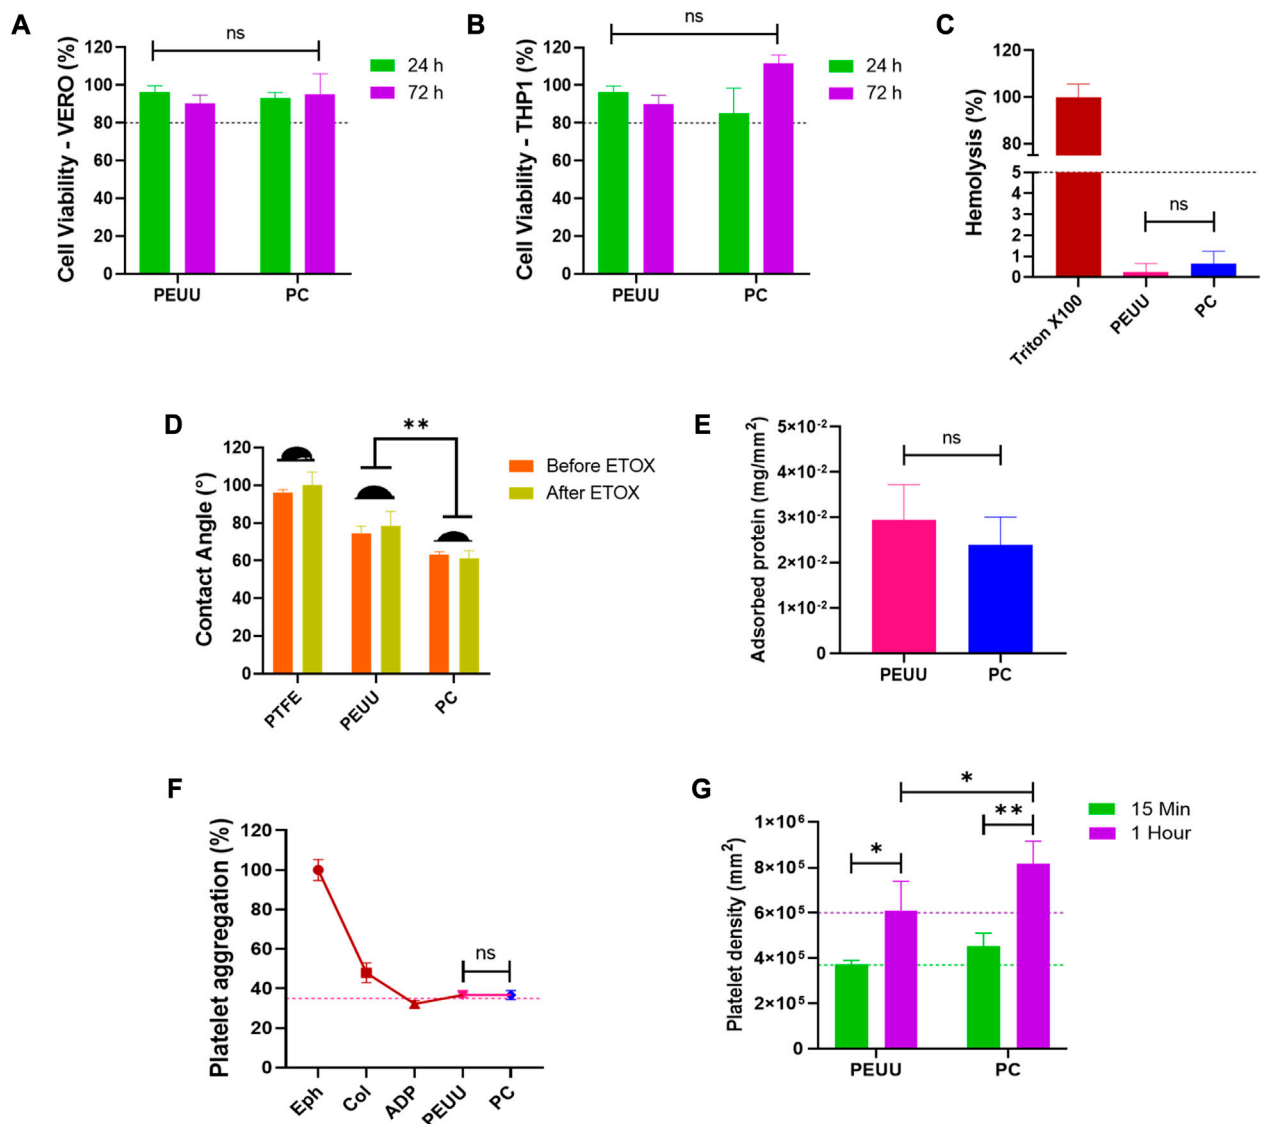 A
ns
Cell Viability - VERO (%)
120
100
80
60
40
20
0
PEUU
PC
24 h
72 h
B
ns
Cell Viability - THP1 (%)
120
100
80
60
40
20
0
PEUU
PC
24 h
72 h
C
Hemolysis (%)
120
100
80
5
4
3
2
1
0
ns
Triton X100
PEUU
PC
D
**
Contact Angle (°)
120
100
80
60
40
20
0
PTFE
PEUU
PC
Before ETOX
After ETOX
E
ns
Adsorbed protein (mg/mm²)
5×10⁻²
4×10⁻²
3×10⁻²
2×10⁻²
1×10⁻²
0
PEUU
PC
F
Platelet aggregation (%)
120
100
80
60
40
20
0
ns
Eph
Col
ADP
PEUU
PC
G
*
**
*
Platelet density (mm²)
1×10⁶
8×10⁵
6×10⁵
4×10⁵
2×10⁵
0
PEUU
PC
15 Min
1 Hour